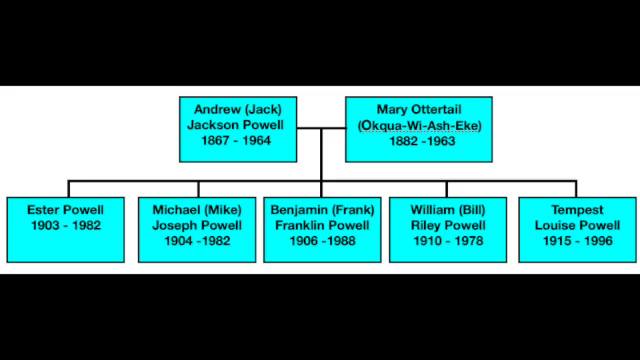 Andrew (Jack)
Jackson Powell
1867 - 1964
Mary Ottertail
(Okqua-Wi-Ash-Eke)
1882 -1963
Ester Powell
1903 - 1982
Michael (Mike)
Joseph Powell
1904 -1982
Benjamin (Frank)
Franklin Powell
1906 -1988
William (Bill)
Riley Powell
1910 - 1978
Tempest
Louise Powell
1915 - 1996